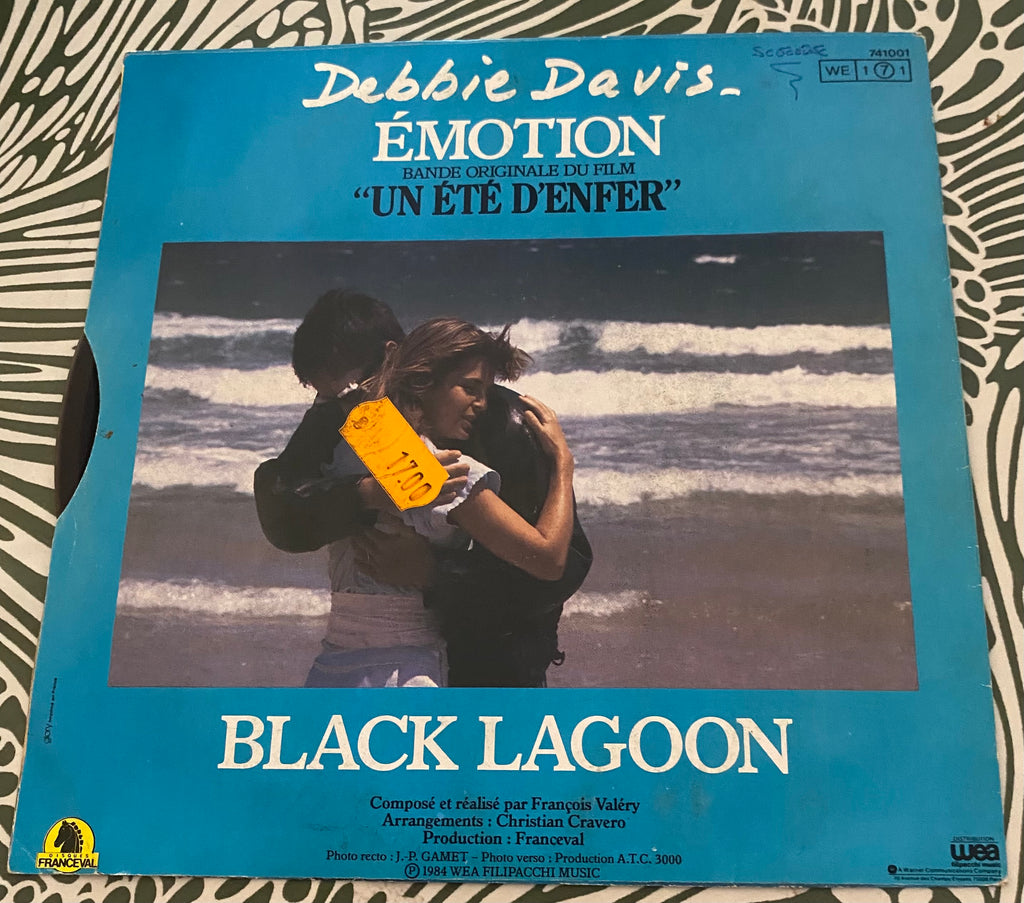 741001
WE 1 7 1
Debbie Davis_
ÉMOTION
BANDE ORIGINALE DU FILM
“UN ÉTÉ D’ENFER”
17.00
BLACK LAGOON
Composé et réalisé par François Valéry
Arrangements : Christian Cravero
Production : Franceval
Photo recto : J.-P. GAMET – Photo verso : Production A.T.C. 3000
Ⓟ 1984 WEA FILIPACCHI MUSIC
DISQUES
FRANCEVAL
DISTRIBUTION
wea
filipacchi music
A Warner Communications Company